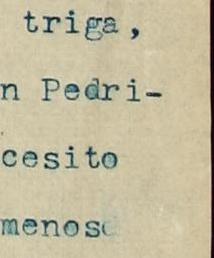 triga,
n Pedri-
cesito
menos